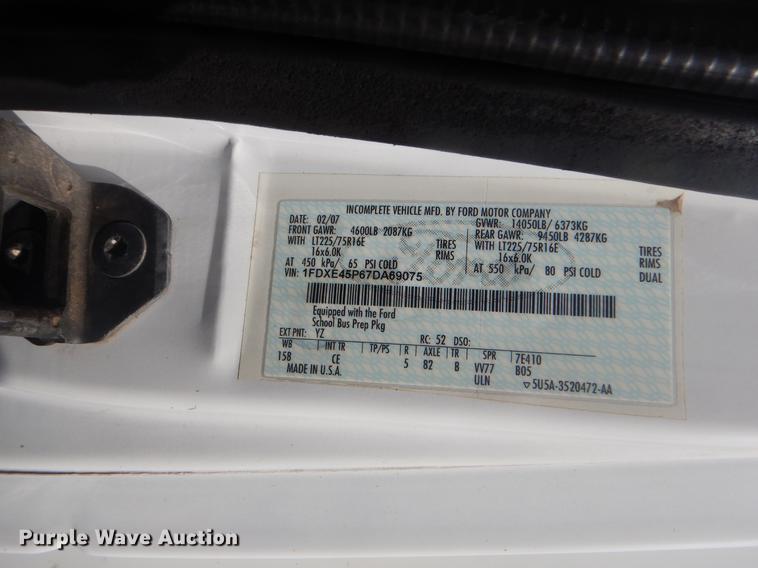 INCOMPLETE VEHICLE MFD. BY FORD MOTOR COMPANY
DATE: 02/07 GVWR: 14050LB/ 6373KG
FRONT GAWR: 4600LB 2087KG REAR GAWR: 9450LB 4287KG
WITH LT225/75R16E TIRES WITH LT225/75R16E TIRES
16x6.0K RIMS 16x6.0K RIMS
AT 450 kPa/ 65 PSI COLD AT 550 kPa/ 80 PSI COLD DUAL
VIN: 1FDXE45P67DA69075
Equipped with the Ford
School Bus Prep Pkg
EXT PNT: YZ RC: 52 DSO:
WB INT TR TP/PS R AXLE TR SPR 7E410
158 CE 5 82 B VV77 B05
MADE IN U.S.A. ULN ▽5U5A-3520472-AA
Purple Wave Auction
Purple Wave Auction